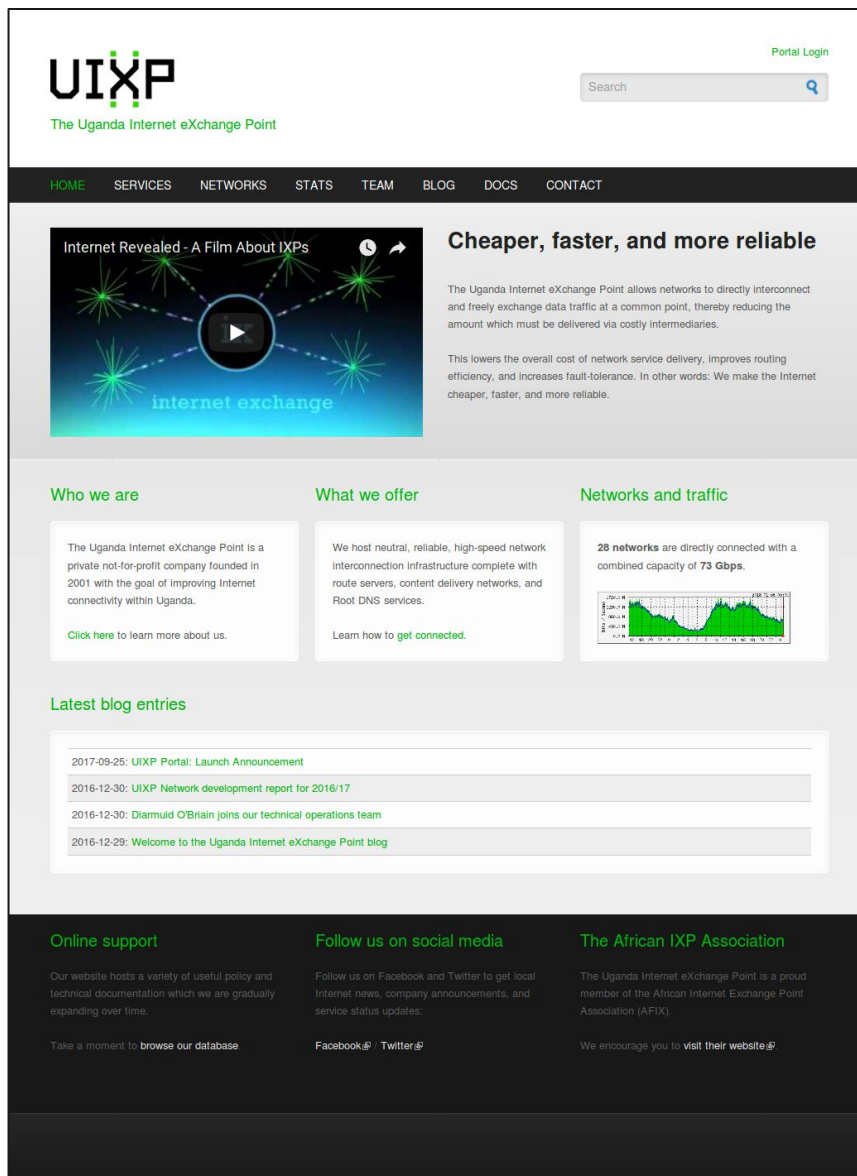 Portal Login
UIXP
Search
The Uganda Internet eXchange Point
HOME SERVICES NETWORKS STATS TEAM BLOG DOCS CONTACT
Internet Revealed - A Film About IXPs
ix
internet exchange
Cheaper, faster, and more reliable
The Uganda Internet eXchange Point allows networks to directly interconnect
and freely exchange data traffic at a common point, thereby reducing the
amount which must be delivered via costly intermediaries.
This lowers the overall cost of network service delivery, improves routing
efficiency, and increases fault-tolerance. In other words: We make the Internet
cheaper, faster, and more reliable.
Who we are
The Uganda Internet eXchange Point is a
private not-for-profit company founded in
2001 with the goal of improving Internet
connectivity within Uganda.
Click here to learn more about us.
What we offer
We host neutral, reliable, high-speed network
interconnection infrastructure complete with
route servers, content delivery networks, and
Root DNS services.
Learn how to get connected.
Networks and traffic
28 networks are directly connected with a
combined capacity of 73 Gbps.
Latest blog entries
2017-09-25: UIXP Portal: Launch Announcement
2016-12-30: UIXP Network development report for 2016/17
2016-12-30: Diarmuid O'Briain joins our technical operations team
2016-12-29: Welcome to the Uganda Internet eXchange Point blog
Online support
Our website hosts a variety of useful policy and
technical documentation which we are gradually
expanding over time.
Take a moment to browse our database.
Follow us on social media
Follow us on Facebook and Twitter to get local
Internet news, company announcements, and
service status updates:
Facebook / Twitter
The African IXP Association
The Uganda Internet eXchange Point is a proud
member of the African Internet Exchange Point
Association (AFIX).
We encourage you to visit their website.